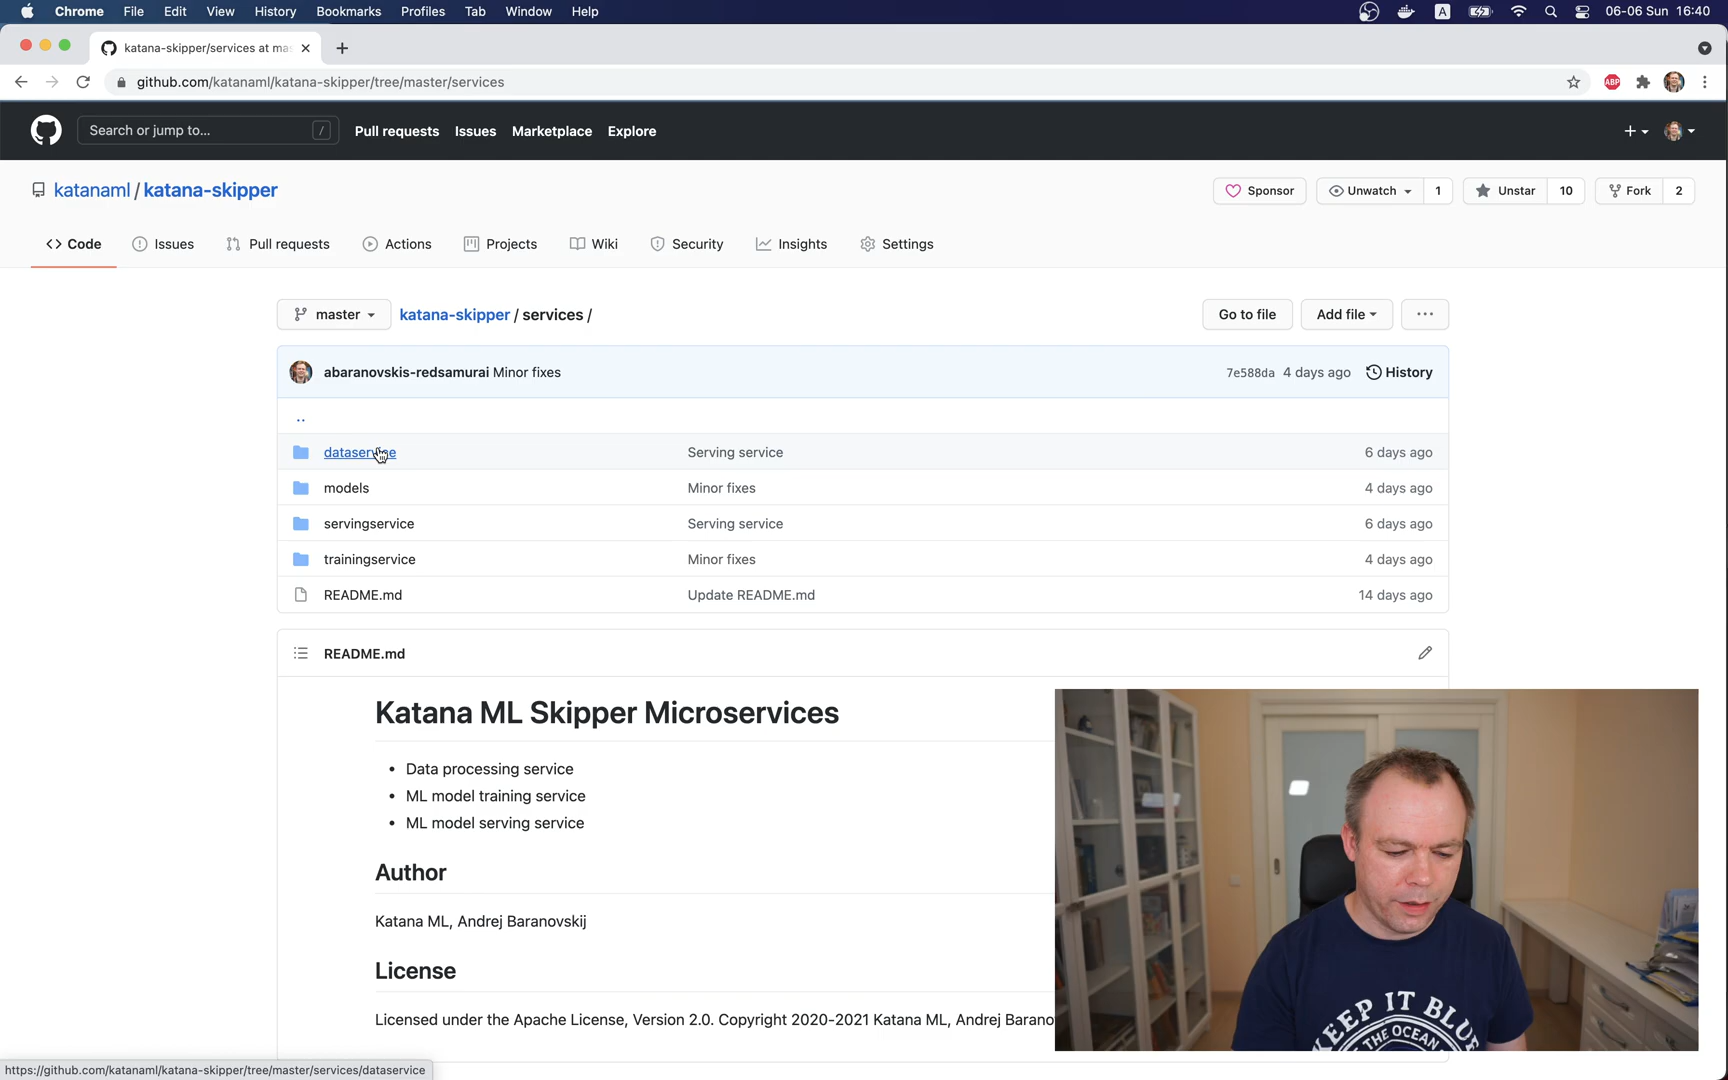 Chrome File Edit View History Bookmarks Profiles Tab Window Help A 06-06 Sun 16:40
katana-skipper/services at ma
github.com/katanaml/katana-skipper/tree/master/services ABP
Search or jump to... / Pull requests Issues Marketplace Explore
katanaml / katana-skipper Sponsor Unwatch 1 Unstar 10 Fork 2
Code Issues Pull requests Actions Projects Wiki Security Insights Settings
master katana-skipper / services / Go to file Add file ...
abaranovskis-redsamurai Minor fixes 7e588da 4 days ago History
..
dataservice Serving service 6 days ago
models Minor fixes 4 days ago
servingservice Serving service 6 days ago
trainingservice Minor fixes 4 days ago
README.md Update README.md 14 days ago
README.md
Katana ML Skipper Microservices
• Data processing service
• ML model training service
• ML model serving service
Author
Katana ML, Andrej Baranovskij
License
Licensed under the Apache License, Version 2.0. Copyright 2020-2021 Katana ML, Andrej Barano
KEEP IT BLUE
THE OCEAN
https://github.com/katanaml/katana-skipper/tree/master/services/dataservice